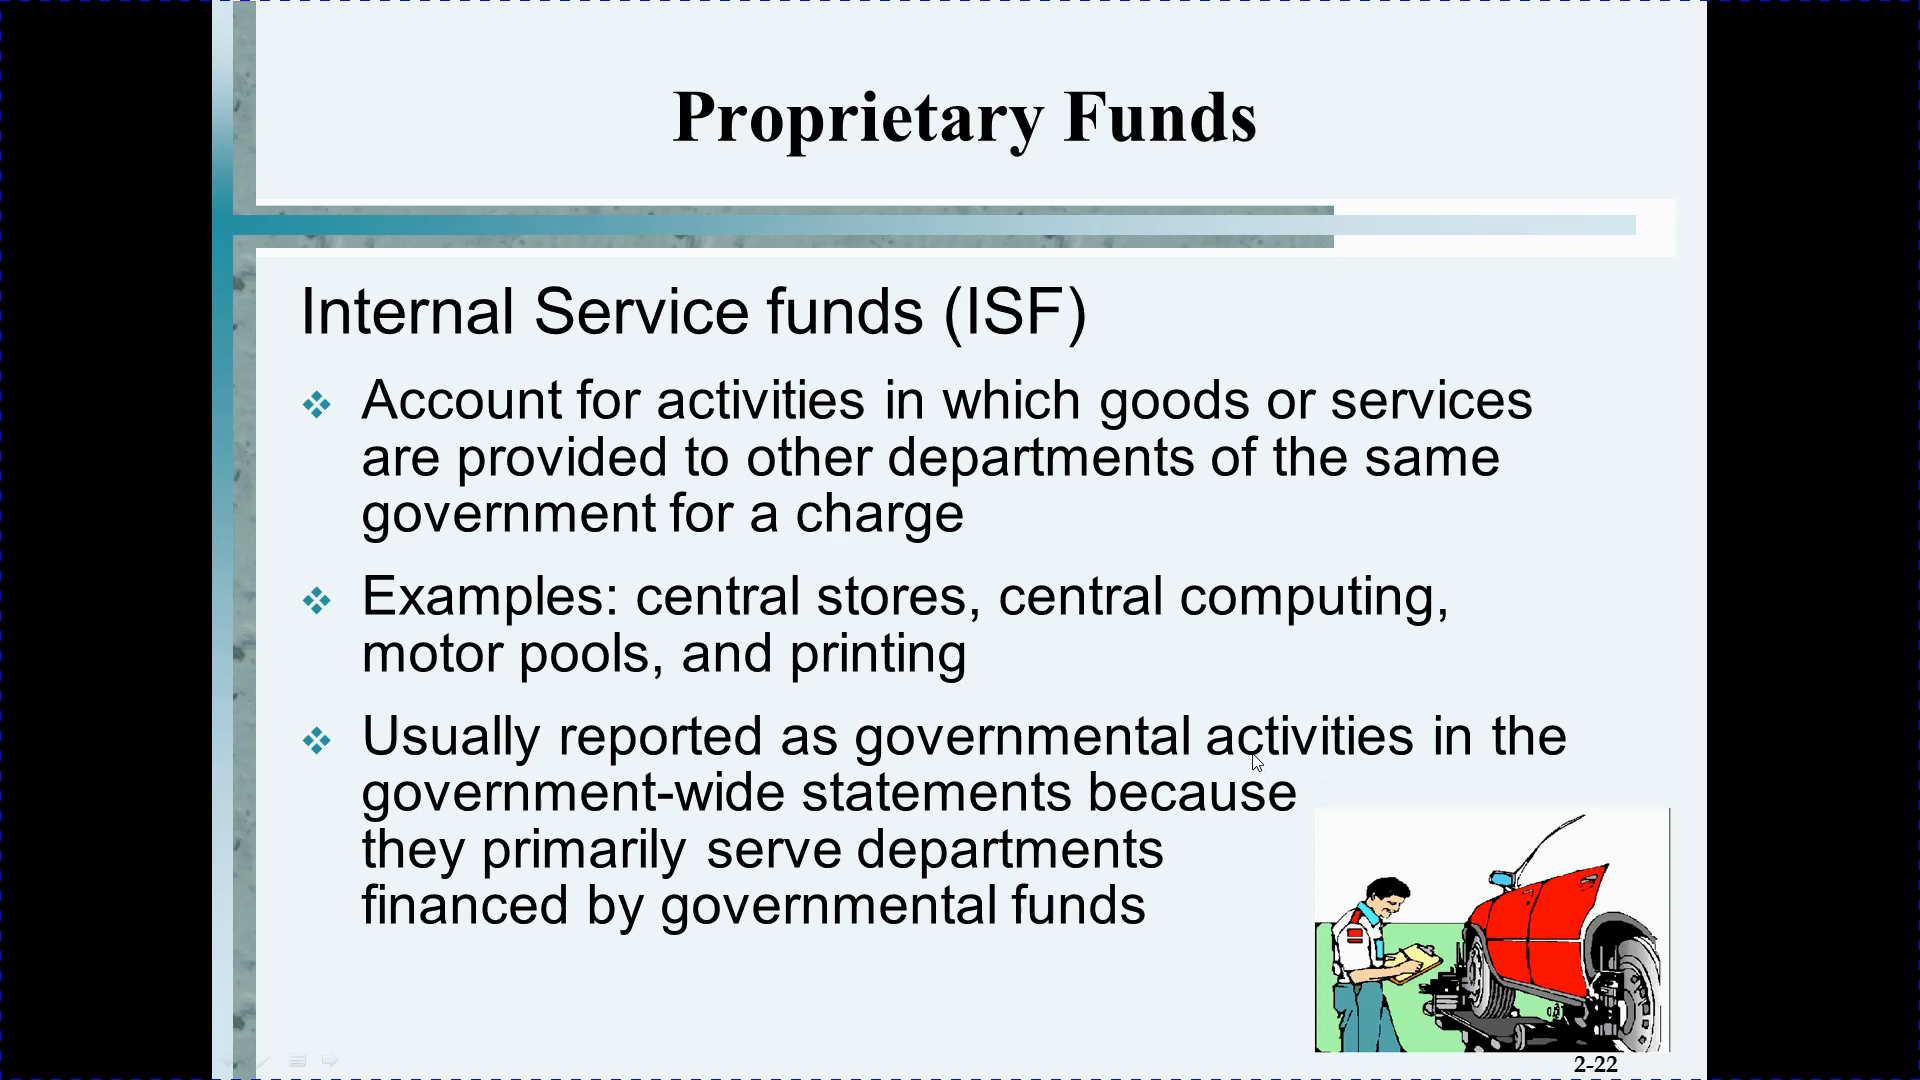 Proprietary Funds
Internal Service funds (ISF)
Account for activities in which goods or services
are provided to other departments of the same
government for a charge
Examples: central stores, central computing,
motor pools, and printing
Usually reported as governmental activities in the
government-wide statements because
they primarily serve departments
financed by governmental funds
2-22